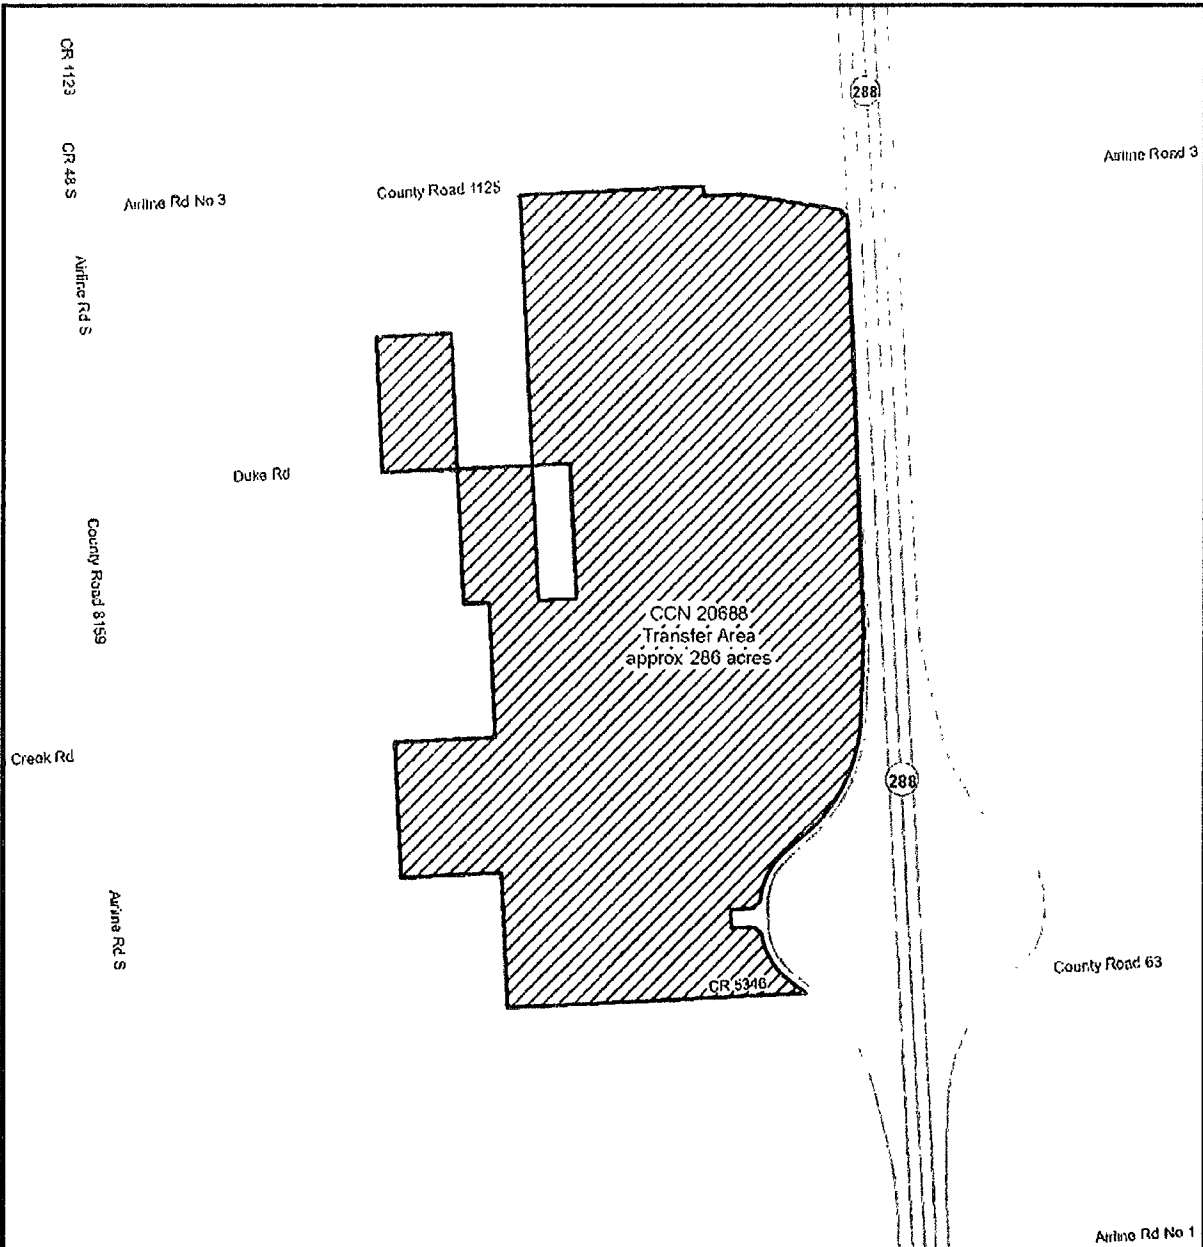 CR 1123
288
Airline Road 3
CR 48 S
County Road 1125
Airline Rd No 3
Airline Rd S
Duke Rd
County Road 8159
CCN 20688
Transfer Area
approx 286 acres
Creek Rd
288
Airline Rd S
County Road 63
CR 5346
Airline Rd No 1